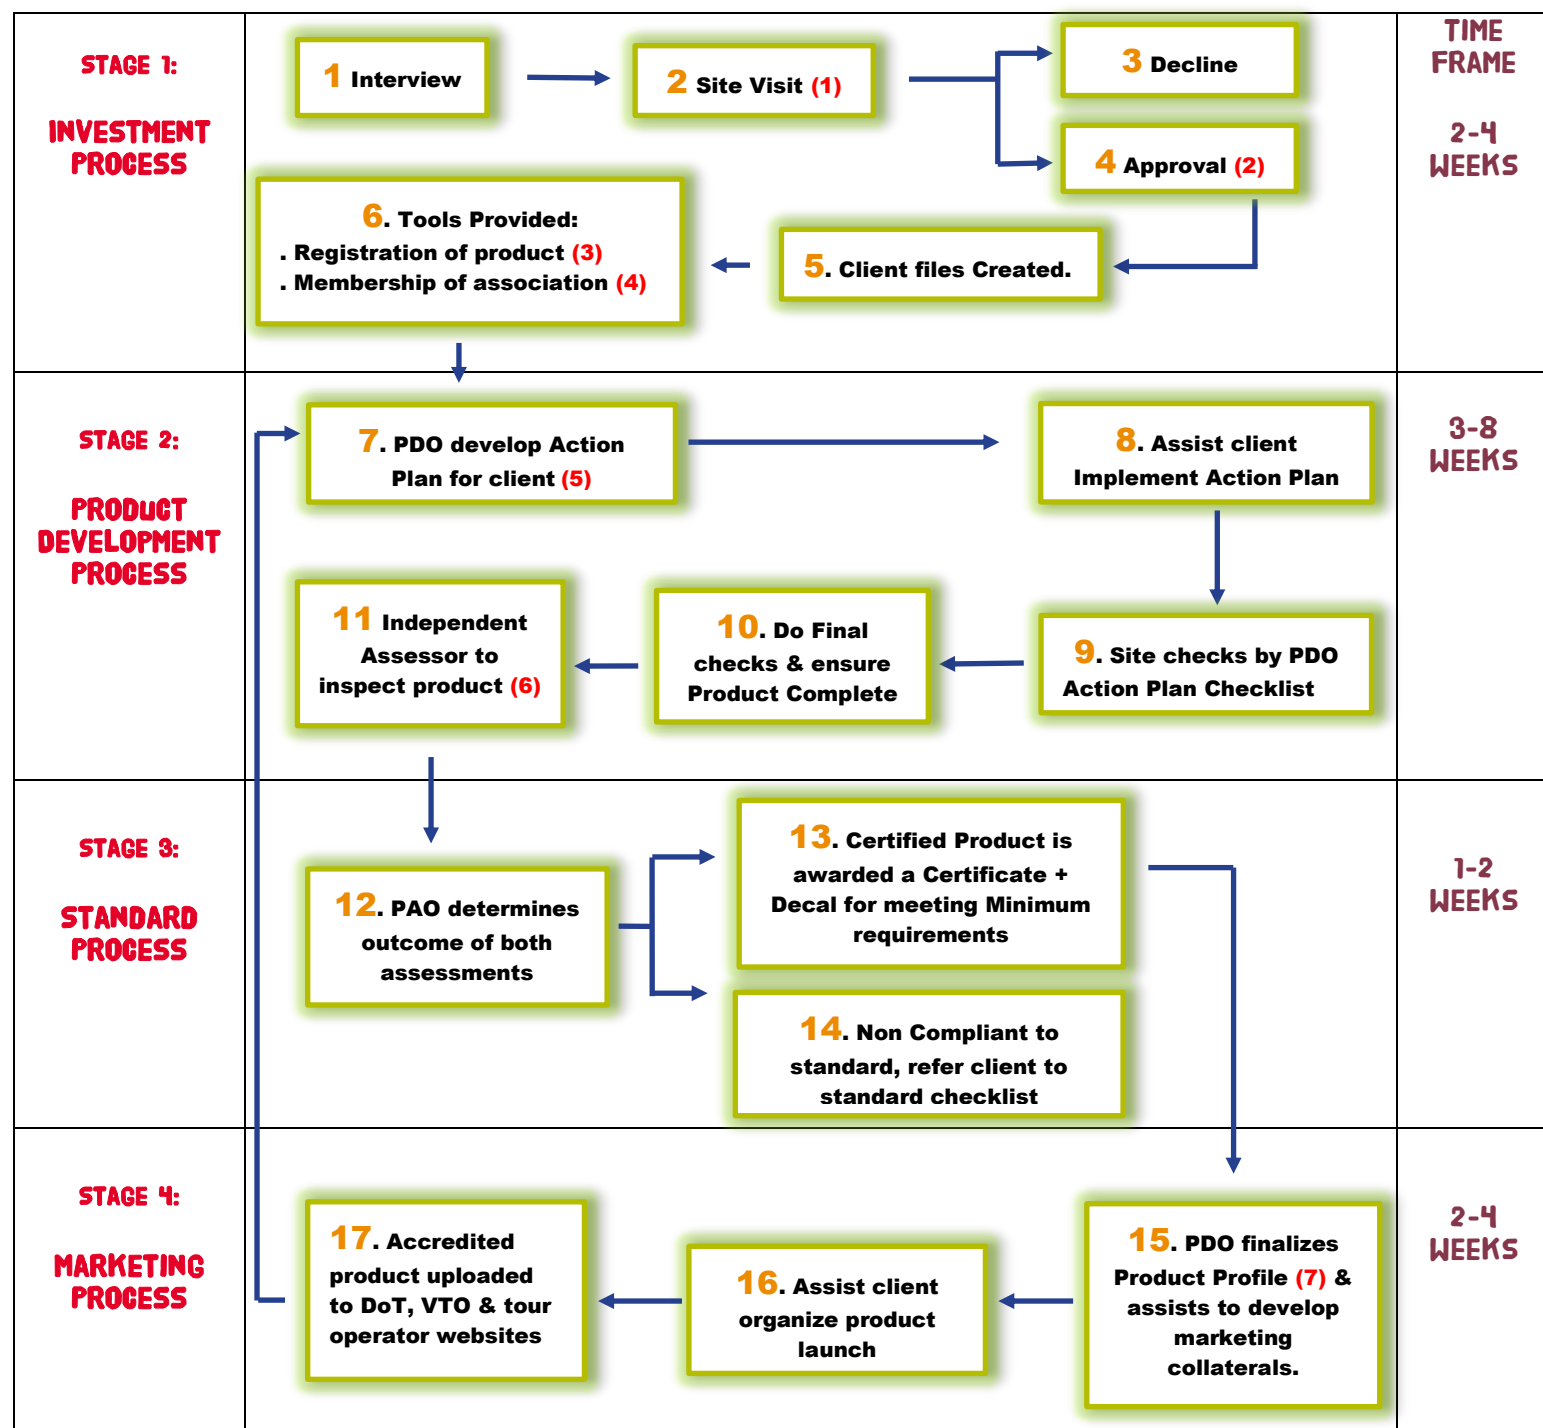 STAGE 1:
INVESTMENT
PROCESS
1 Interview
2 Site Visit (1)
3 Decline
4 Approval (2)
5. Client files Created.
6. Tools Provided:
. Registration of product (3)
. Membership of association (4)
TIME
FRAME
2-4
WEEKS
STAGE 2:
PRODUCT
DEVELOPMENT
PROCESS
7. PDO develop Action
Plan for client (5)
8. Assist client
Implement Action Plan
9. Site checks by PDO
Action Plan Checklist
10. Do Final
checks & ensure
Product Complete
11 Independent
Assessor to
inspect product (6)
3-8
WEEKS
STAGE 3:
STANDARD
PROCESS
12. PAO determines
outcome of both
assessments
13. Certified Product is
awarded a Certificate +
Decal for meeting Minimum
requirements
14. Non Compliant to
standard, refer client to
standard checklist
1-2
WEEKS
STAGE 4:
MARKETING
PROCESS
15. PDO finalizes
Product Profile (7) &
assists to develop
marketing
collaterals.
16. Assist client
organize product
launch
17. Accredited
product uploaded
to DoT, VTO & tour
operator websites
2-4
WEEKS